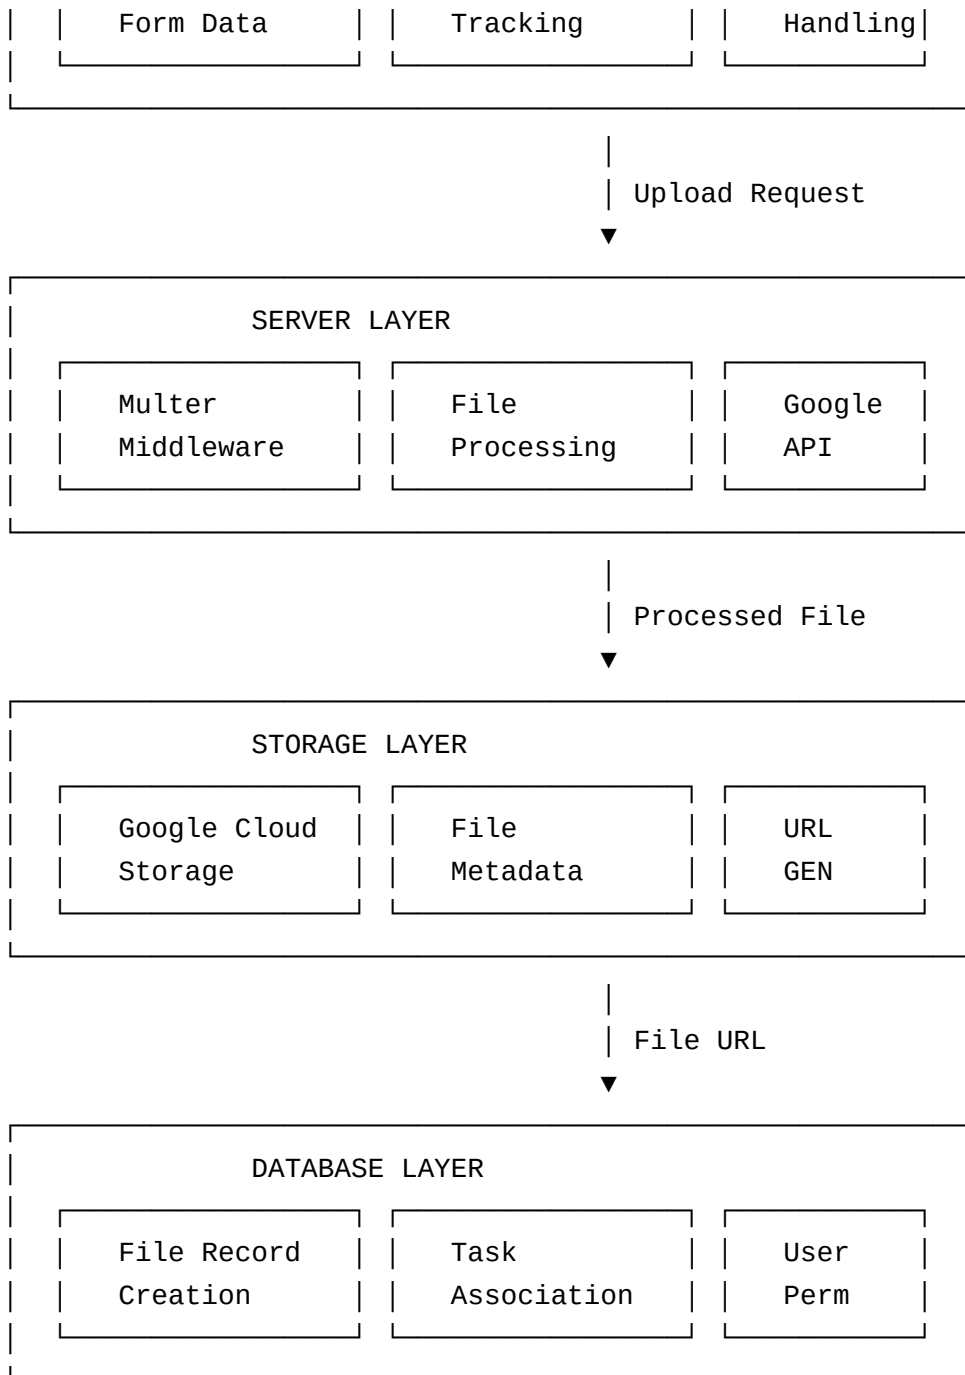 Form Data Tracking Handling
Upload Request
SERVER LAYER
Multer File Google
Middleware Processing API
Processed File
STORAGE LAYER
Google Cloud File URL
Storage Metadata GEN
File URL
DATABASE LAYER
File Record Task User
Creation Association Perm